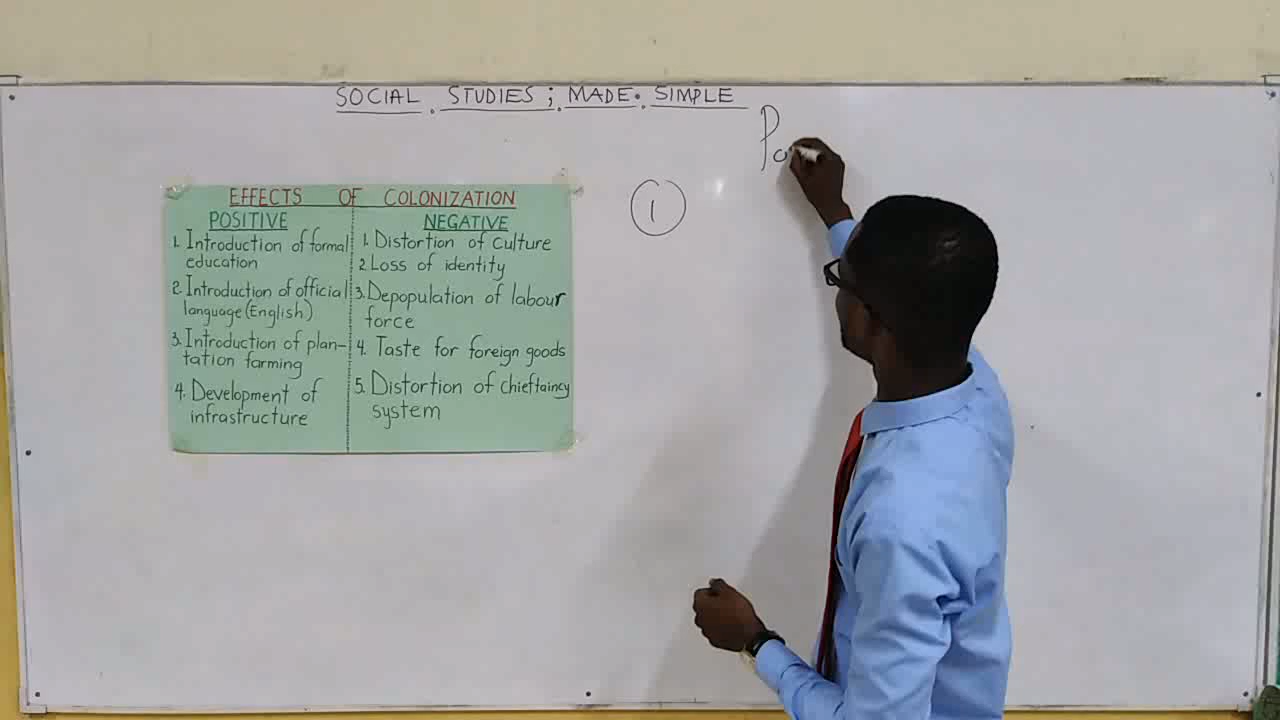 SOCIAL STUDIES ; MADE. SIMPLE
EFFECTS OF COLONIZATION
POSITIVE
1. Introduction of formal
education
2. Introduction of official
language (English)
3. Introduction of plan-
tation farming
4. Development of
infrastructure
NEGATIVE
1. Distortion of Culture
2. Loss of identity
3. Depopulation of labour
force
4. Taste for foreign goods
5. Distortion of chieftaincy
system
1
Po